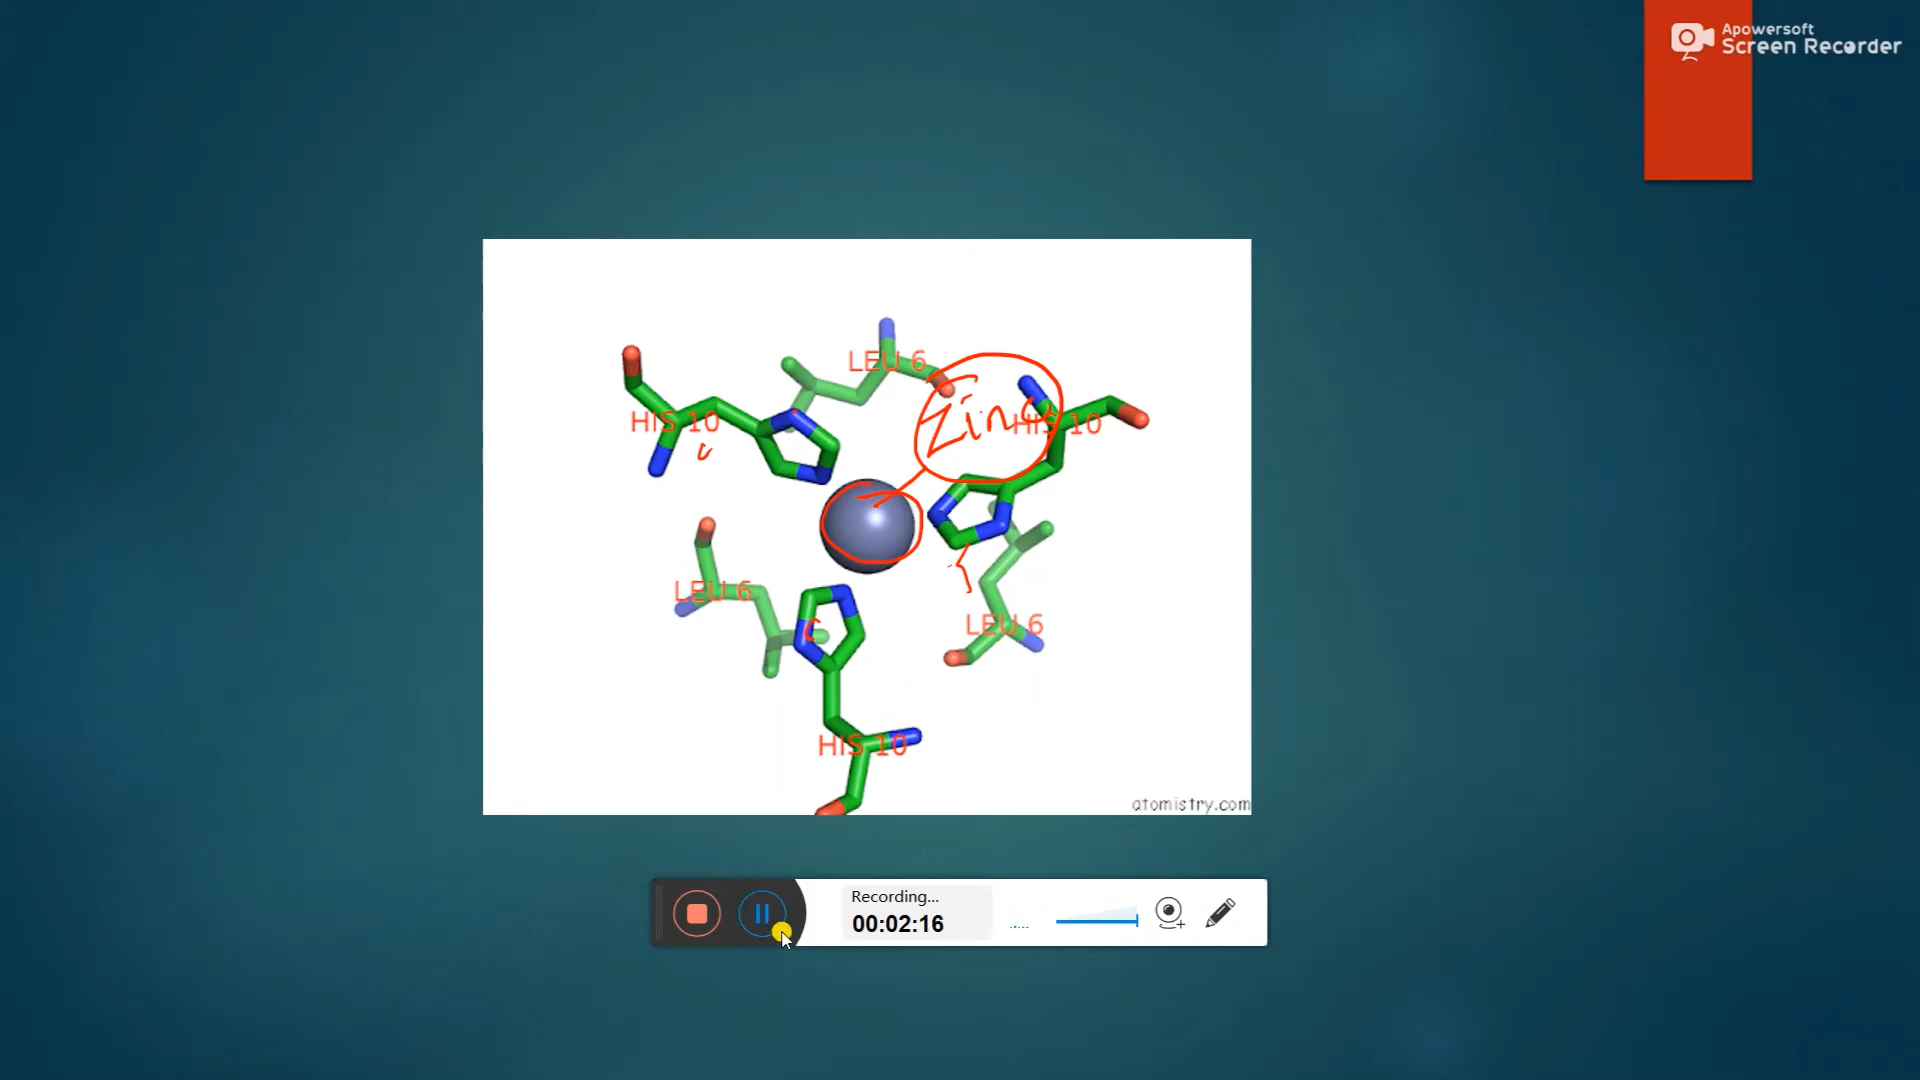 Apowersoft
Screen Recorder
LEU 6
HIS 10
Zinc
HIS 10
LEU 6
LEU 6
HIS 10
atomistry.com
Recording...
00:02:16